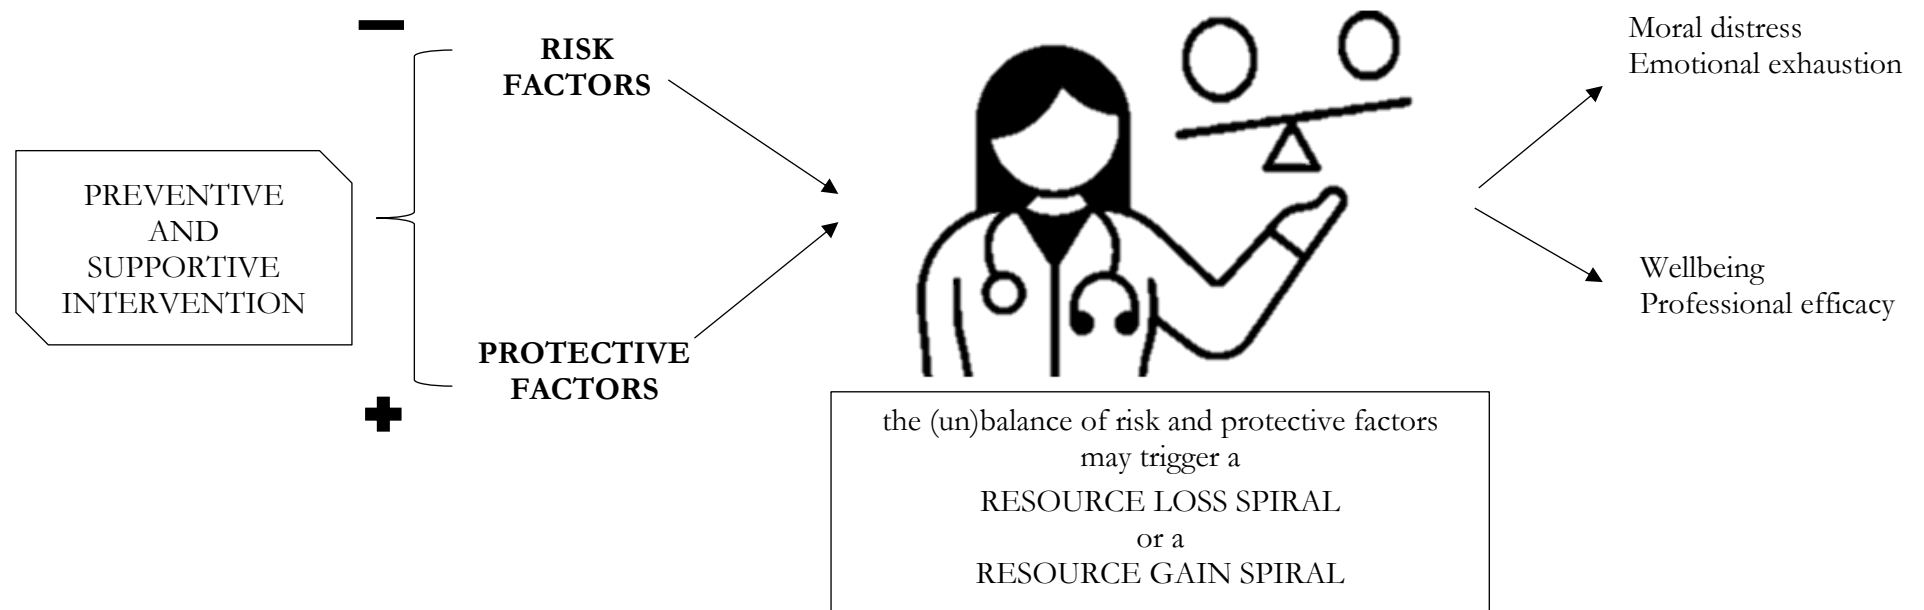 PREVENTIVE
AND
SUPPORTIVE
INTERVENTION
RISK
FACTORS
PROTECTIVE
FACTORS
the (un)balance of risk and protective factors
may trigger a
RESOURCE LOSS SPIRAL
or a
RESOURCE GAIN SPIRAL
Moral distress
Emotional exhaustion
Wellbeing
Professional efficacy